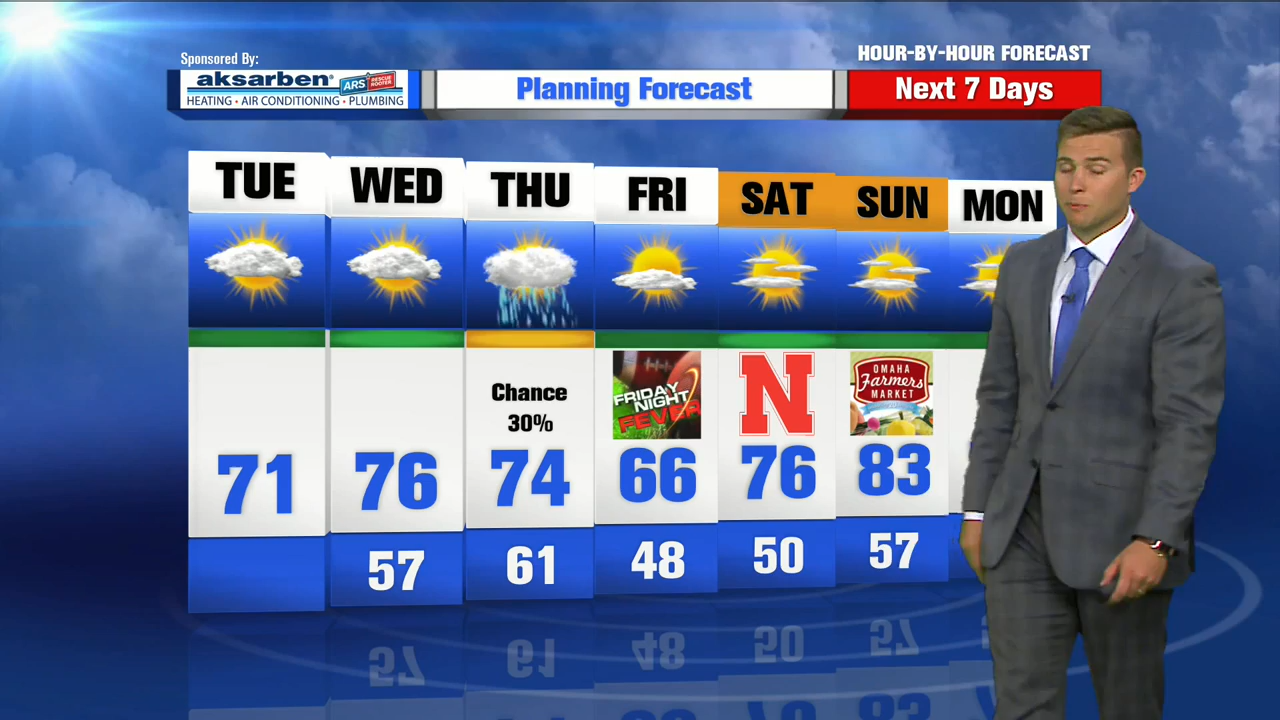 Sponsored By:
aksarben®
ARS RESCUE ROOTER
HEATING • AIR CONDITIONING • PLUMBING
Planning Forecast
HOUR-BY-HOUR FORECAST
Next 7 Days
TUE WED THU FRI SAT SUN MON
Chance
30%
FRIDAY
NIGHT
FEVER
N
OMAHA
Farmers
MARKET
71 76 74 66 76 83
57 61 48 50 57